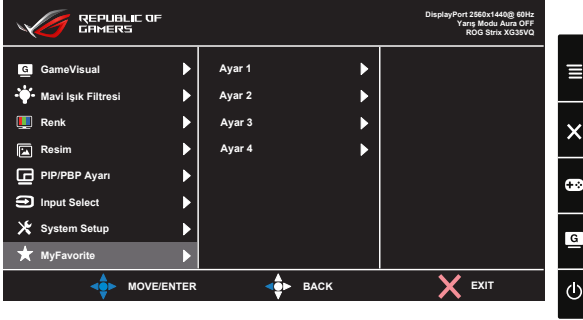 REPUBLIC OF
GAMERS
DisplayPort 2560x1440@ 60Hz
Yarış Modu Aura OFF
ROG Strix XG35VQ
G GameVisual
Mavi Işık Filtresi
Renk
Resim
PIP/PBP Ayarı
Input Select
System Setup
MyFavorite
Ayar 1
Ayar 2
Ayar 3
Ayar 4
MOVE/ENTER
BACK
EXIT
G